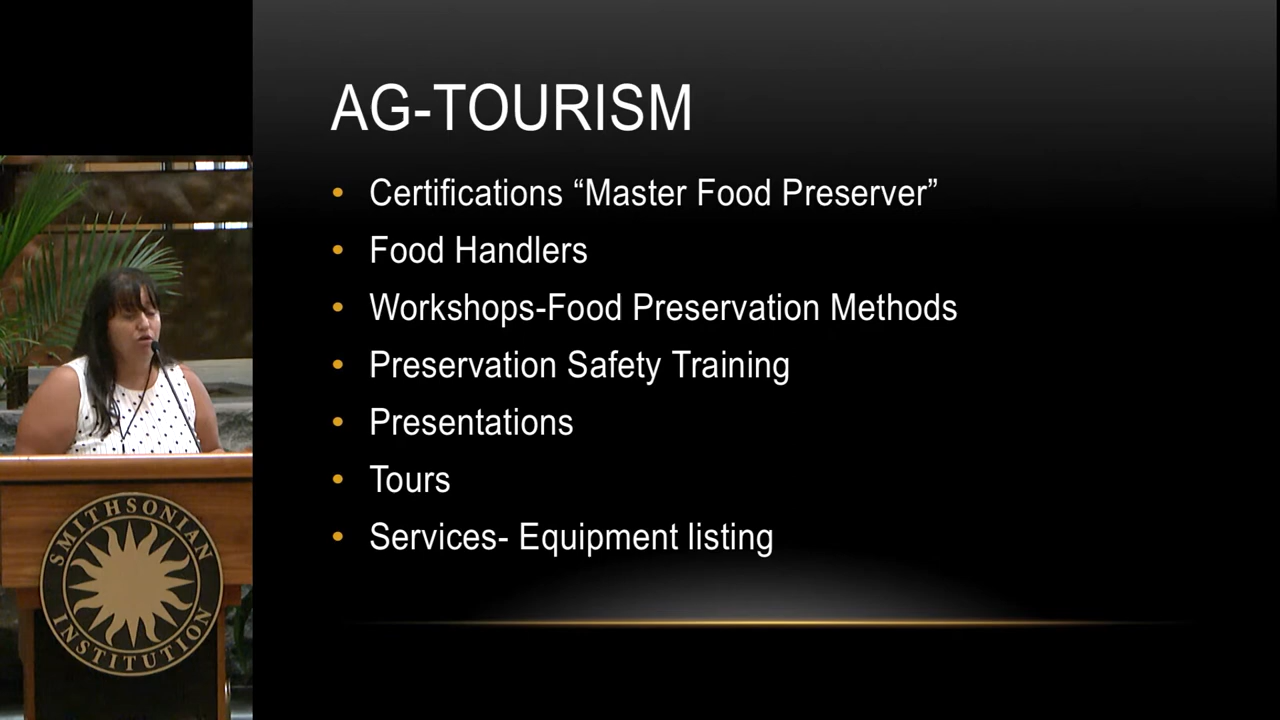 AG-TOURISM
• Certifications “Master Food Preserver”
• Food Handlers
• Workshops-Food Preservation Methods
• Preservation Safety Training
• Presentations
• Tours
• Services- Equipment listing
SMITHSONIAN
INSTITUTION